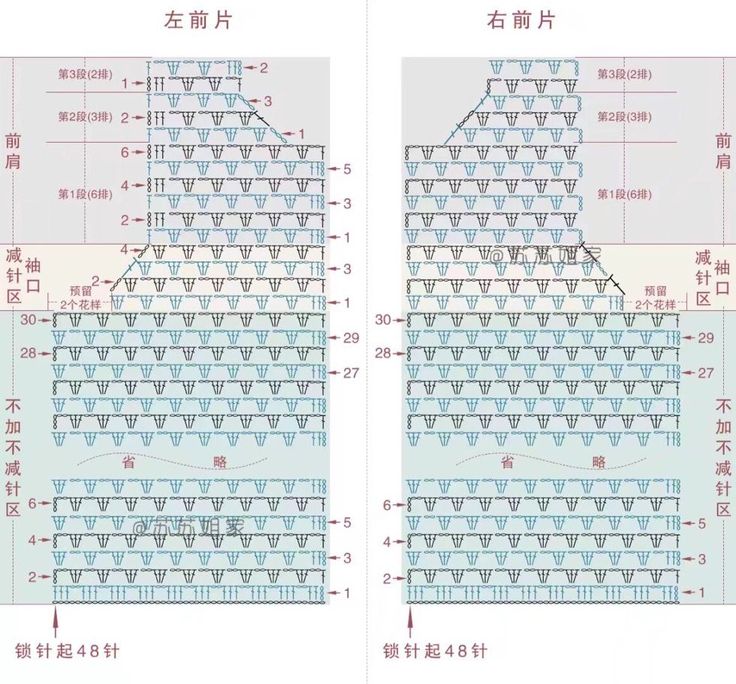 左前片
前肩
第3段(2排)
第2段(3排)
第1段(6排)
减针区
袖口
预留
2个花样
不加不减针区
2
1
3
2
1
6
5
4
3
2
1
4
3
2
1
30
29
28
27
省略
6
5
4
3
2
1
@苏苏姐家
锁针起48针
右前片
第3段(2排)
第2段(3排)
第1段(6排)
前肩
@苏苏姐家
预留
2个花样
袖口
减针区
不加不减针区
30
29
28
27
省略
6
5
4
3
2
1
锁针起48针